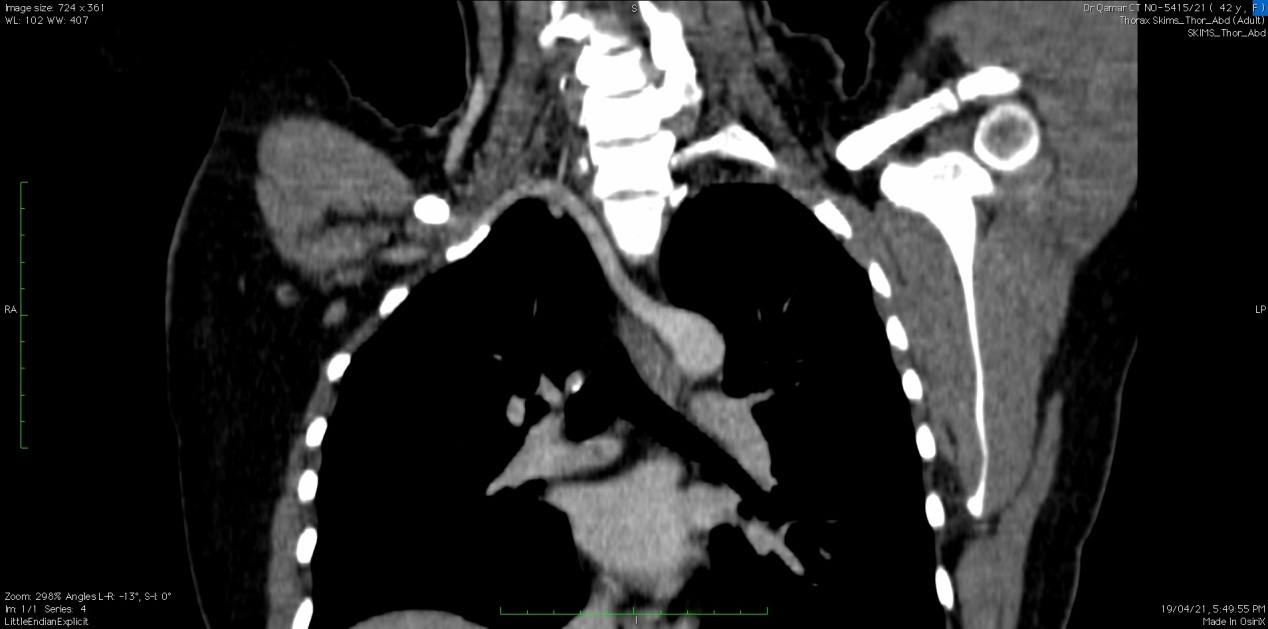 Image size: 724 x 361
WL: 102 WW: 407
S
Dr Qamar CT NO-5415/21 ( 42 y , F )
Thorax Skims_Thor_Abd (Adult)
SKIMS_Thor_Abd
RA
LP
Zoom: 298% Angles L-R: -13°, S-I: 0°
Im: 1/1 Series: 4
LittleEndianExplicit
I
19/04/21, 5:49:55 PM
Made In OsiriX